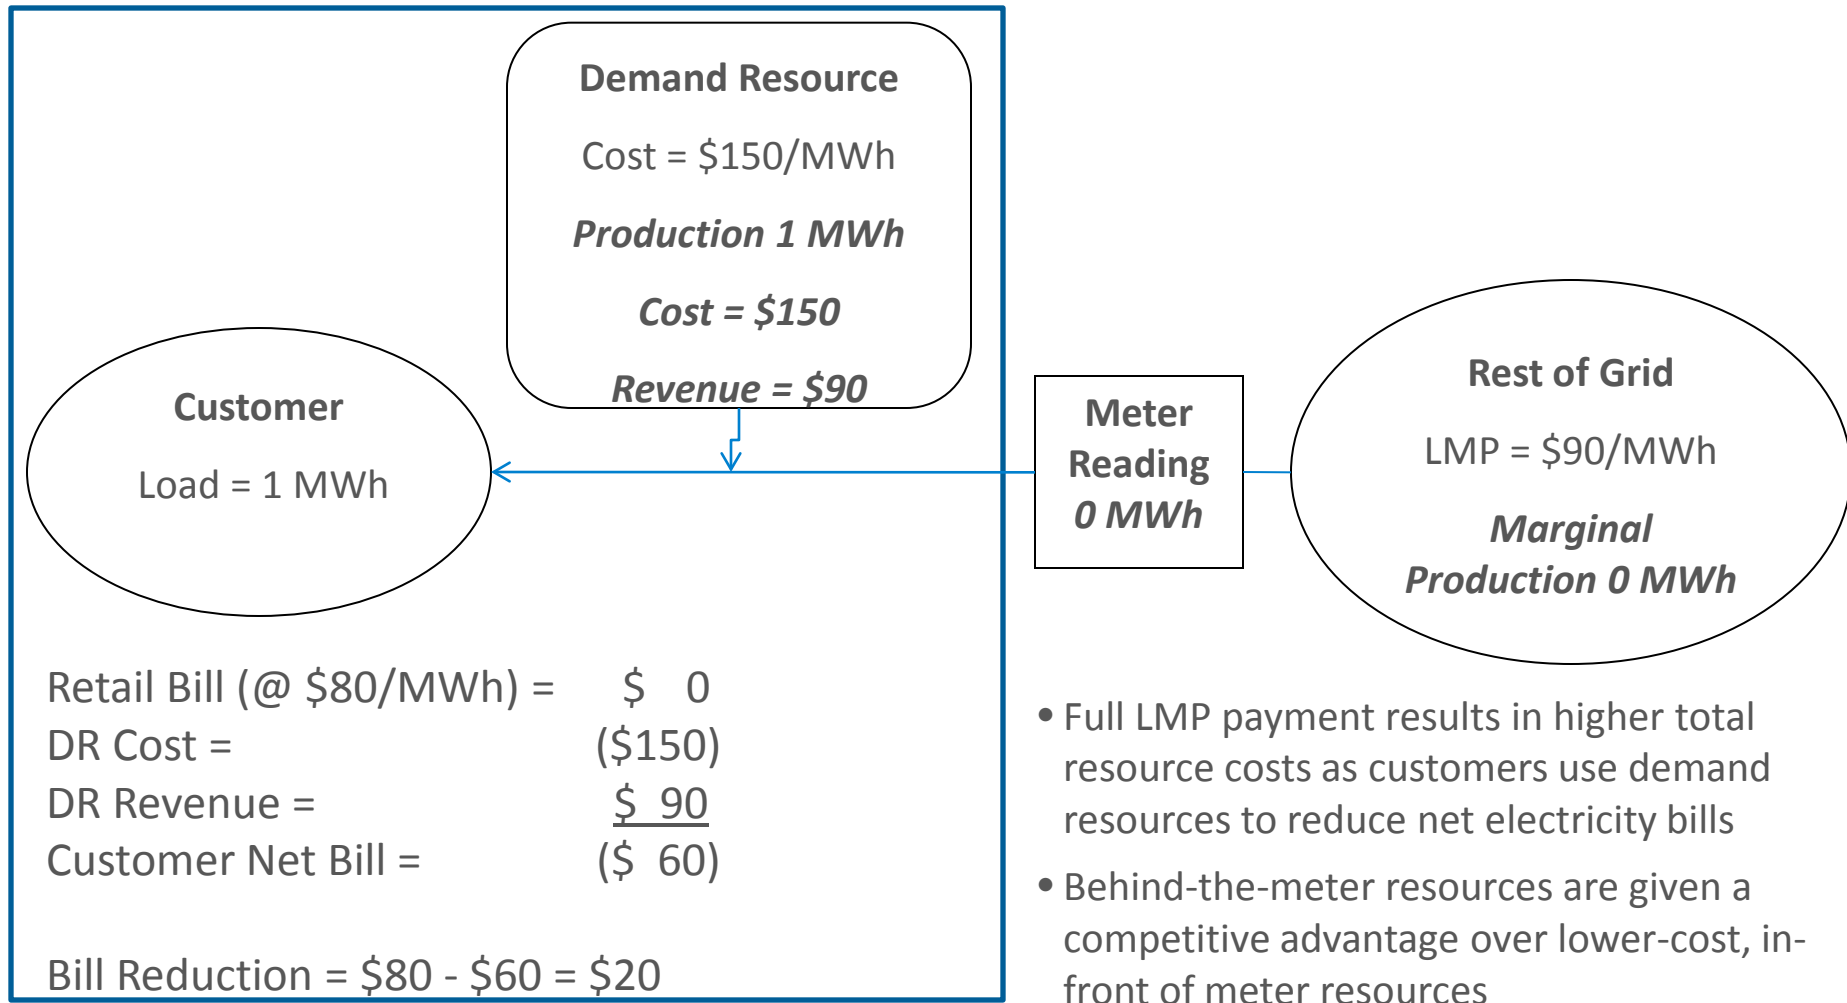 Demand Resource
Cost = $150/MWh
Production 1 MWh
Cost = $150
Revenue = $90
Customer
Load = 1 MWh
Meter
Reading
0 MWh
Rest of Grid
LMP = $90/MWh
Marginal
Production 0 MWh
Retail Bill (@ $80/MWh) = $ 0
DR Cost = ($150)
DR Revenue = $ 90
Customer Net Bill = ($ 60)
Bill Reduction = $80 - $60 = $20
• Full LMP payment results in higher total
resource costs as customers use demand
resources to reduce net electricity bills
• Behind-the-meter resources are given a
competitive advantage over lower-cost, in-
front of meter resources